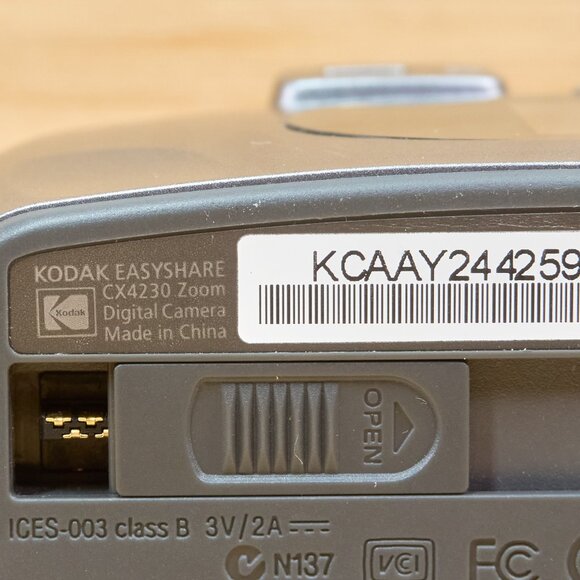 KODAK EASYSHARE
CX4230 Zoom
Digital Camera
Made in China
Kodak
KCAAY244259
OPEN
ICES-003 class B 3V/2A
N137
VCI
FC